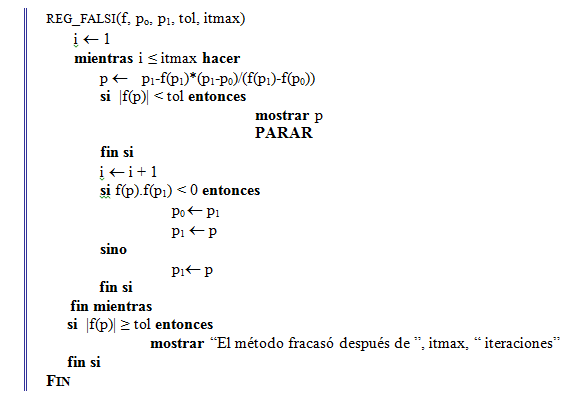 REG_FALSI(f, po, p₁, tol, itmax)
i ← 1
mientras i ≤ itmax hacer
p ← p₁-f(p₁)*(p₁-p₀)/(f(p₁)-f(p₀))
si |f(p)| < tol entonces
mostrar p
PARAR
fin si
i ← i + 1
si f(p).f(p₁) < 0 entonces
p₀ ← p₁
p₁ ← p
sino
p₁ ← p
fin si
fin mientras
si |f(p)| ≥ tol entonces
mostrar “El método fracasó después de ”, itmax, “ iteraciones”
fin si
FIN